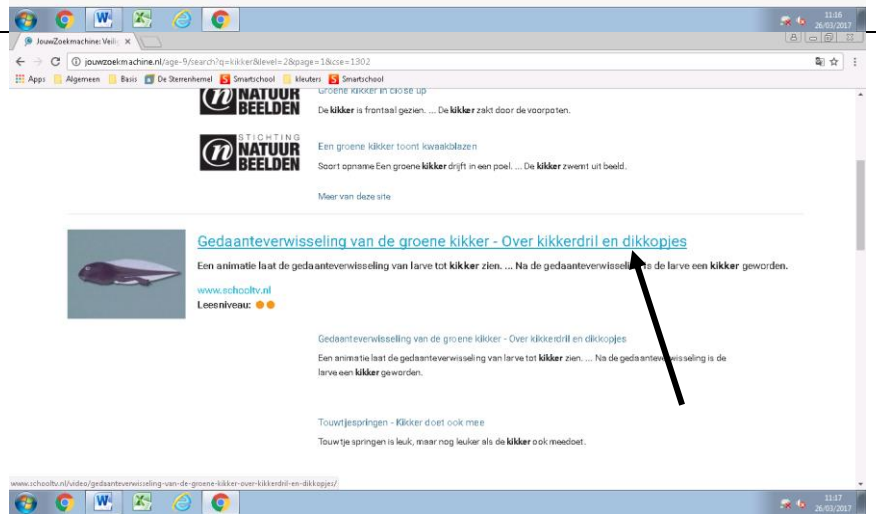 11:16
26/03/2017
JouwZoekmachine: Veili
jouwzoekmachine.nl/age-9/search?q=kikker&level=2&page=1&cse=1302
Apps Algemeen Basis De Sterrenhemel Smartschool kleuters Smartschool
NATUUR
BEELDEN
Groene kikker in close up
De kikker is frontaal gezien. ... De kikker zakt door de voorpoten.
STICHTING
NATUUR
BEELDEN
Een groene kikker toont kwaakblazen
Soort opname Een groene kikker drijft in een poel. ... De kikker zwemt uit beeld.
Meer van deze site
Gedaanteverwisseling van de groene kikker - Over kikkerdril en dikkopjes
Een animatie laat de gedaanteverwisseling van larve tot kikker zien. ... Na de gedaanteverwisseling is de larve een kikker geworden.
www.schooltv.nl
Leesniveau:
Gedaanteverwisseling van de groene kikker - Over kikkerdril en dikkopjes
Een animatie laat de gedaanteverwisseling van larve tot kikker zien. ... Na de gedaanteverwisseling is de
larve een kikker geworden.
Touwtjespringen - Kikker doet ook mee
Touwtje springen is leuk, maar nog leuker als de kikker ook meedoet.
www.schooltv.nl/video/gedaanteverwisseling-van-de-groene-kikker-over-kikkerdril-en-dikkopjes/
11:17
26/03/2017